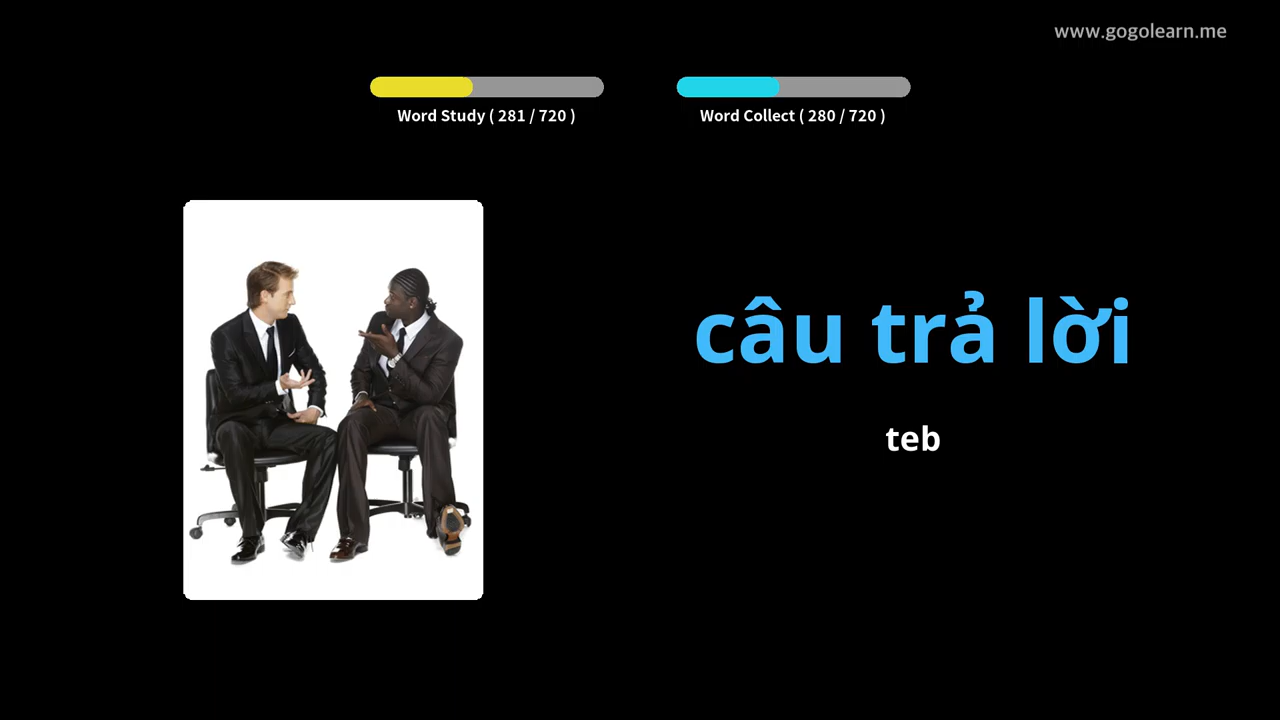 www.gogolearn.me
Word Study ( 281 / 720 )
Word Collect ( 280 / 720 )
câu trả lời
teb